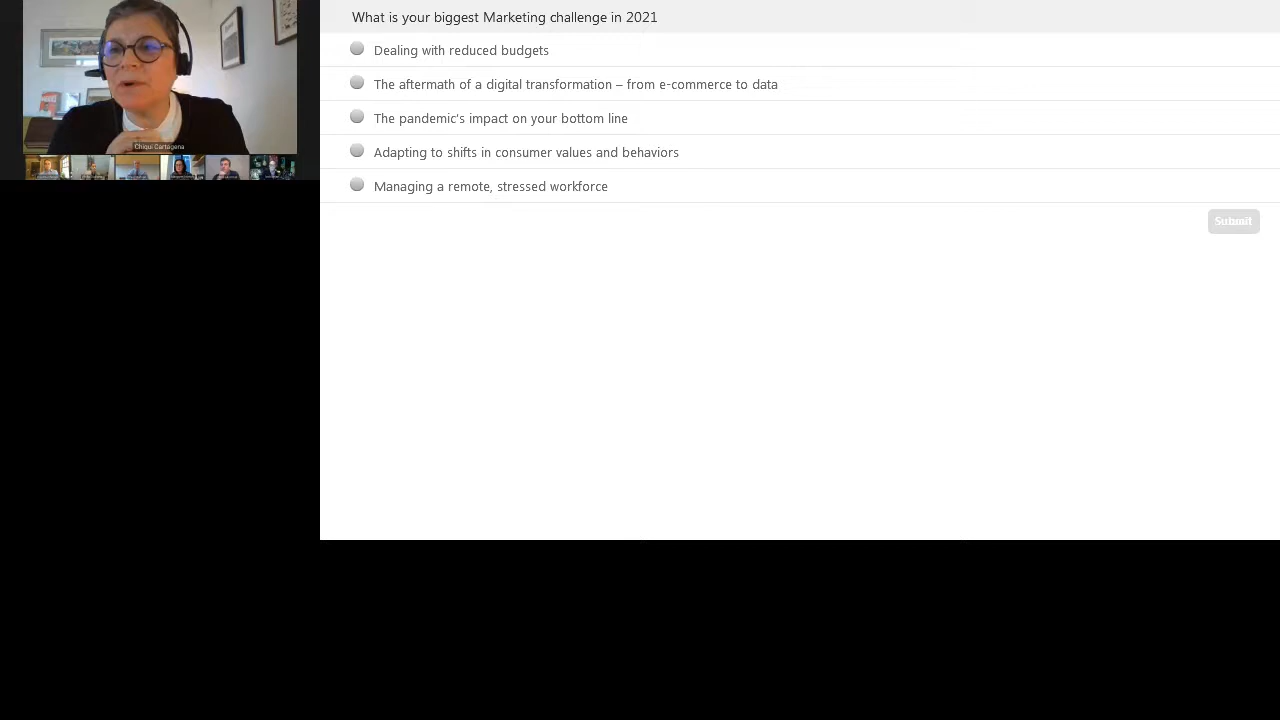 What is your biggest Marketing challenge in 2021
Dealing with reduced budgets
The aftermath of a digital transformation – from e-commerce to data
The pandemic's impact on your bottom line
Adapting to shifts in consumer values and behaviors
Managing a remote, stressed workforce
Submit
Chiqui Cartagena